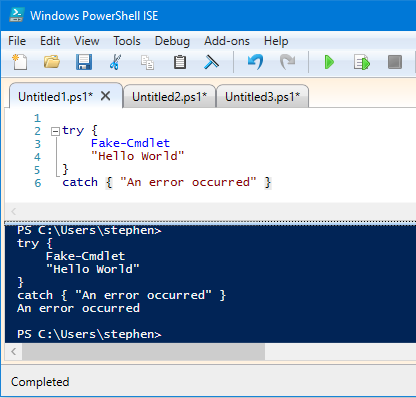 Windows PowerShell ISE
File Edit View Tools Debug Add-ons Help
Untitled1.ps1* Untitled2.ps1* Untitled3.ps1*
1
2 try {
3 Fake-Cmdlet
4 "Hello World"
5 }
6 catch { "An error occurred" }
PS C:\Users\stephen>
try {
Fake-Cmdlet
"Hello World"
}
catch { "An error occurred" }
An error occurred
PS C:\Users\stephen>
Completed